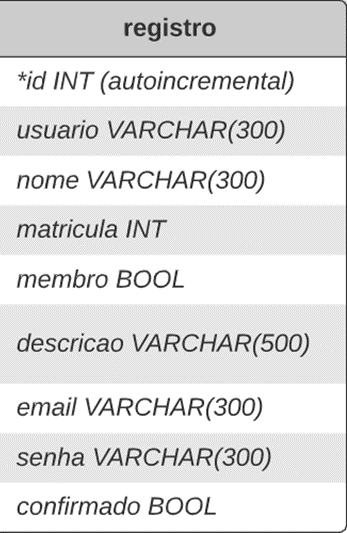 registro
*id INT (autoincremental)
usuario VARCHAR(300)
nome VARCHAR(300)
matricula INT
membro BOOL
descricao VARCHAR(500)
email VARCHAR(300)
senha VARCHAR(300)
confirmado BOOL